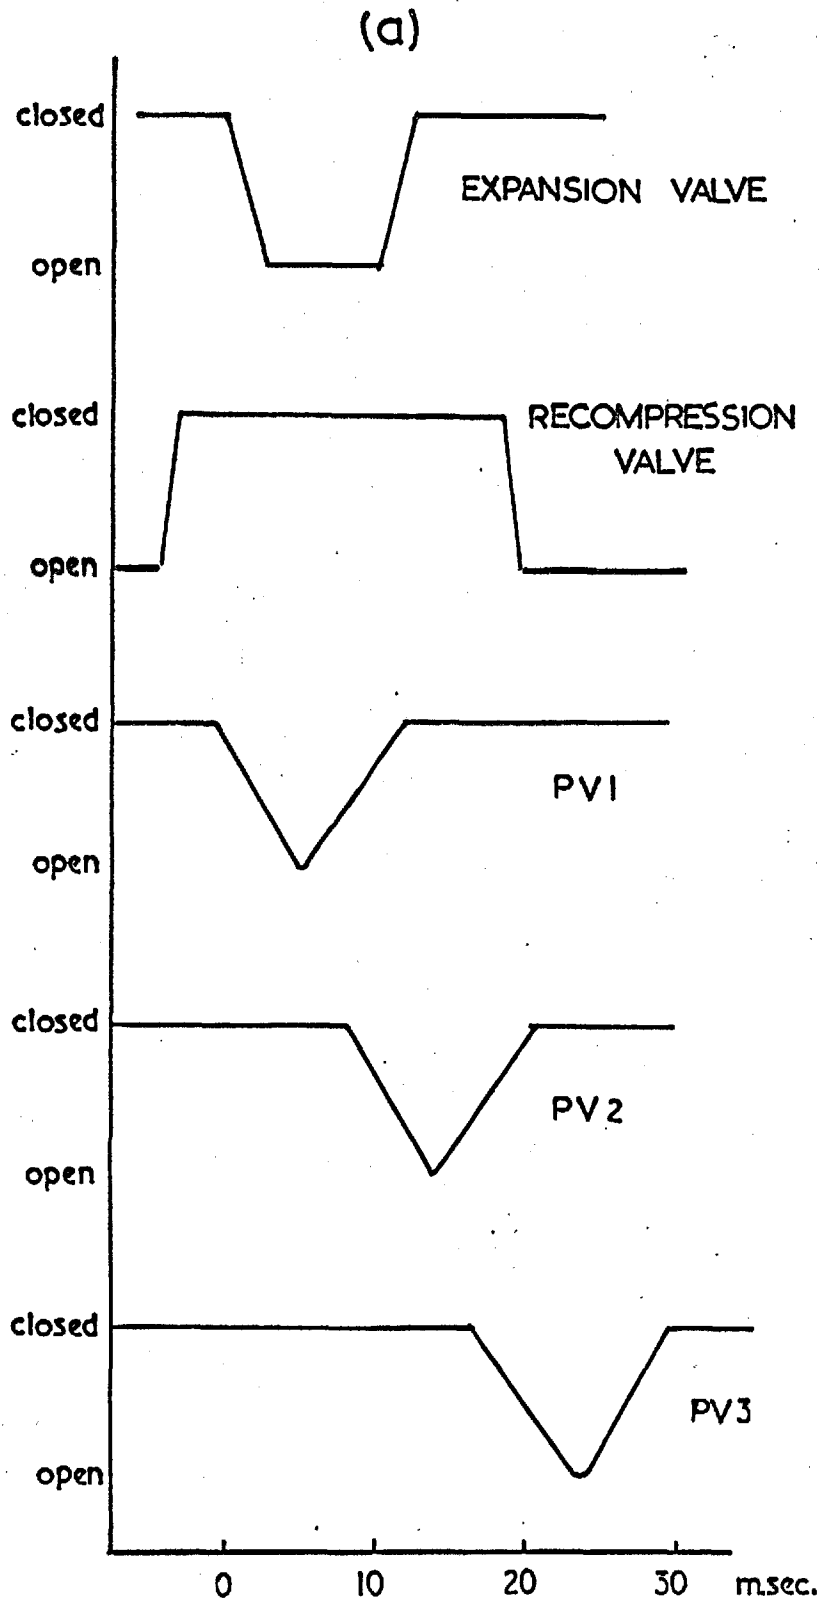 (a)
closed
EXPANSION VALVE
open
closed
RECOMPRESSION
VALVE
open
closed
PV1
open
closed
PV2
open
closed
PV3
open
0 10 20 30 msec.